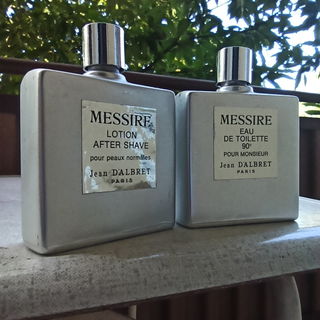 MESSIRE
LOTION
AFTER SHAVE
pour peaux normales
Jean DALBRET
PARIS
MESSIRE
EAU
DE TOILETTE
90°
POUR MONSIEUR
Jean DALBRET
PARIS